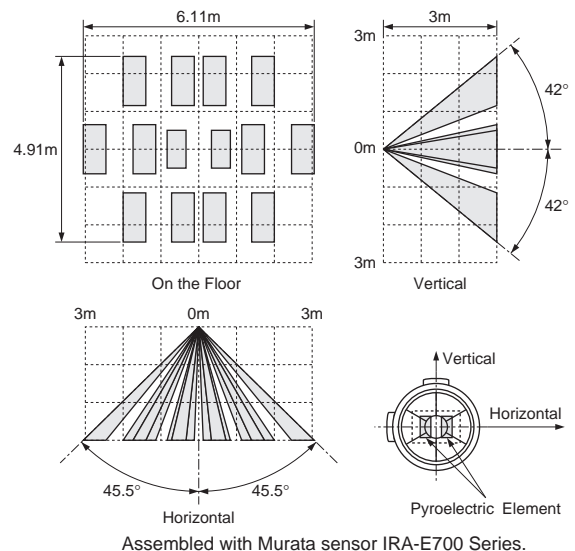 6.11m
4.91m
On the Floor
3m
3m
0m
3m
42°
42°
Vertical
3m
0m
3m
45.5°
45.5°
Horizontal
Vertical
Horizontal
Pyroelectric Element
Assembled with Murata sensor IRA-E700 Series.